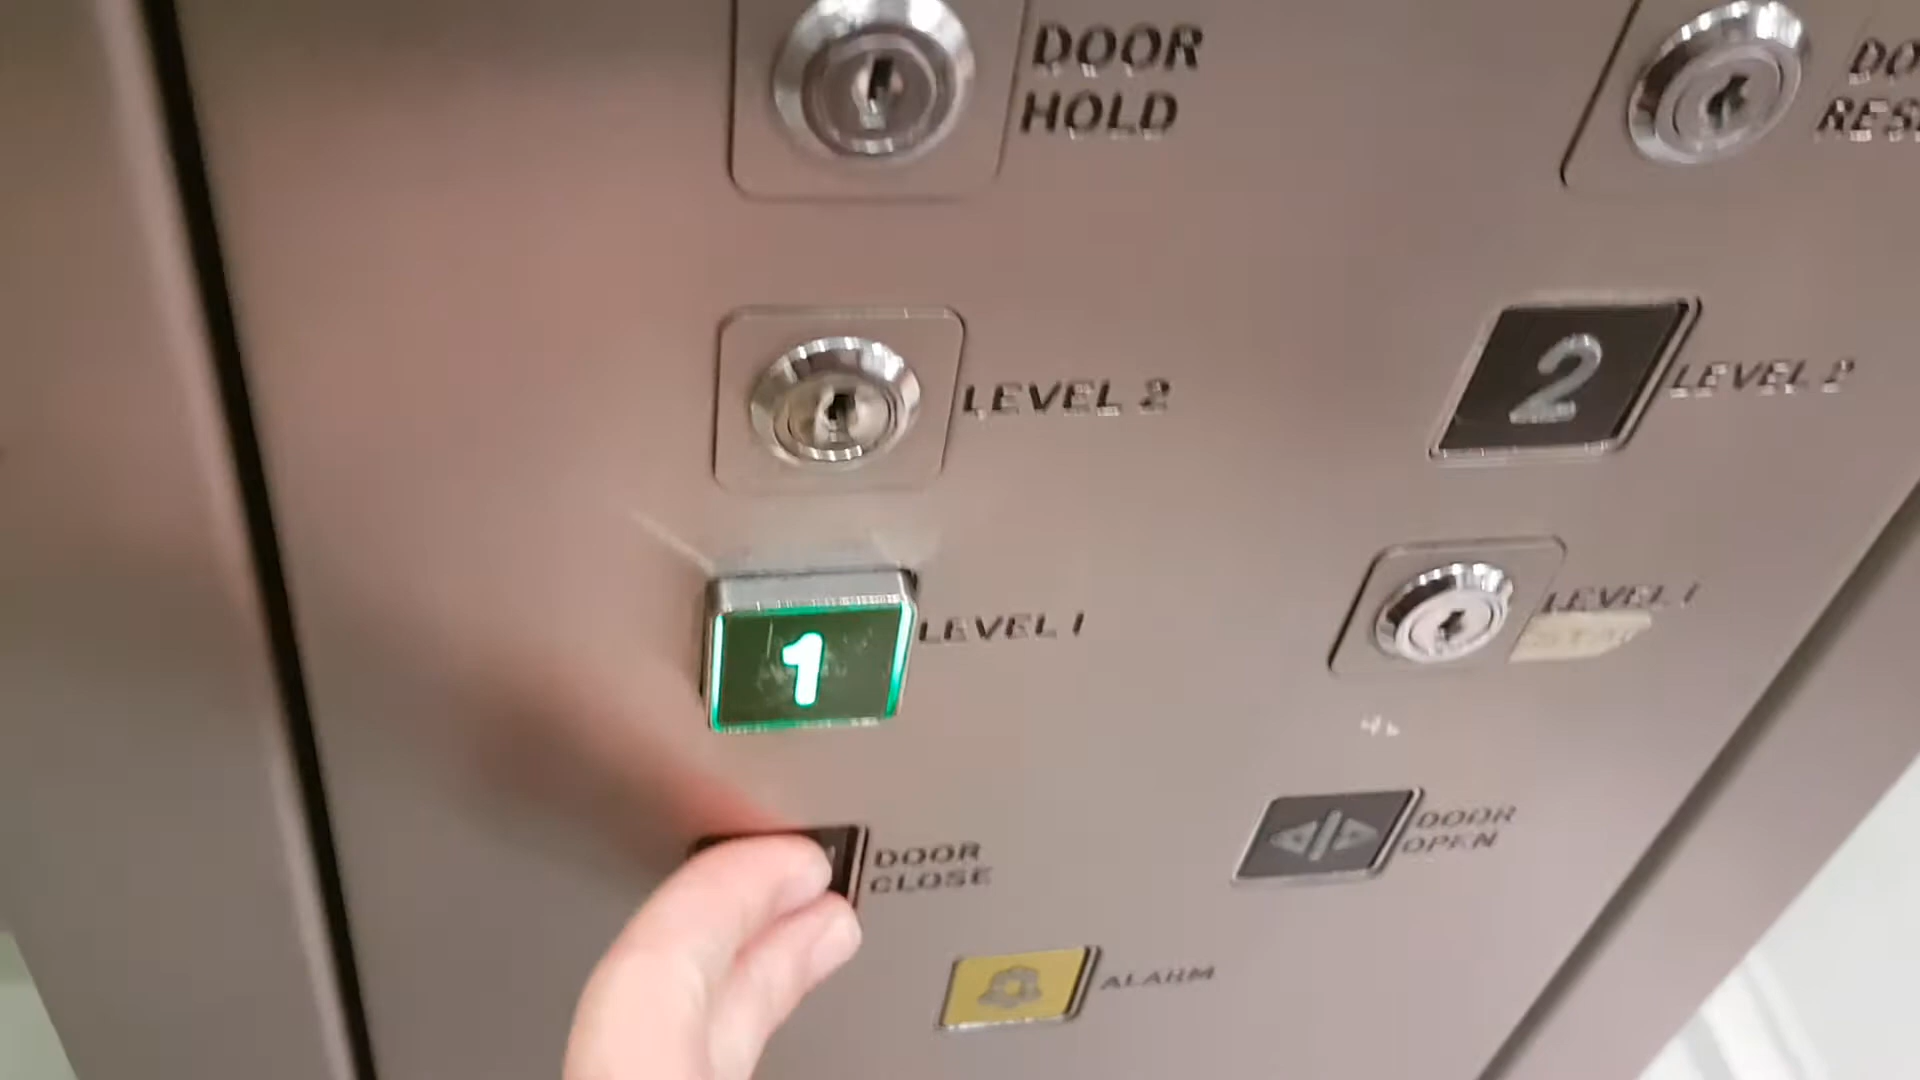 DOOR
HOLD
LEVEL 2
2
LEVEL 2
1
LEVEL 1
LEVEL 1
DOOR
CLOSE
DOOR
OPEN
ALARM